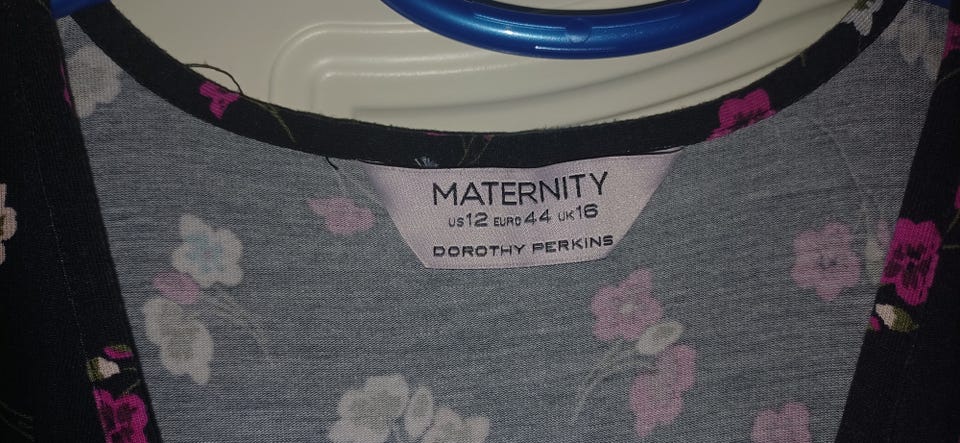 MATERNITY
US12 EURO44 UK16
DOROTHY PERKINS